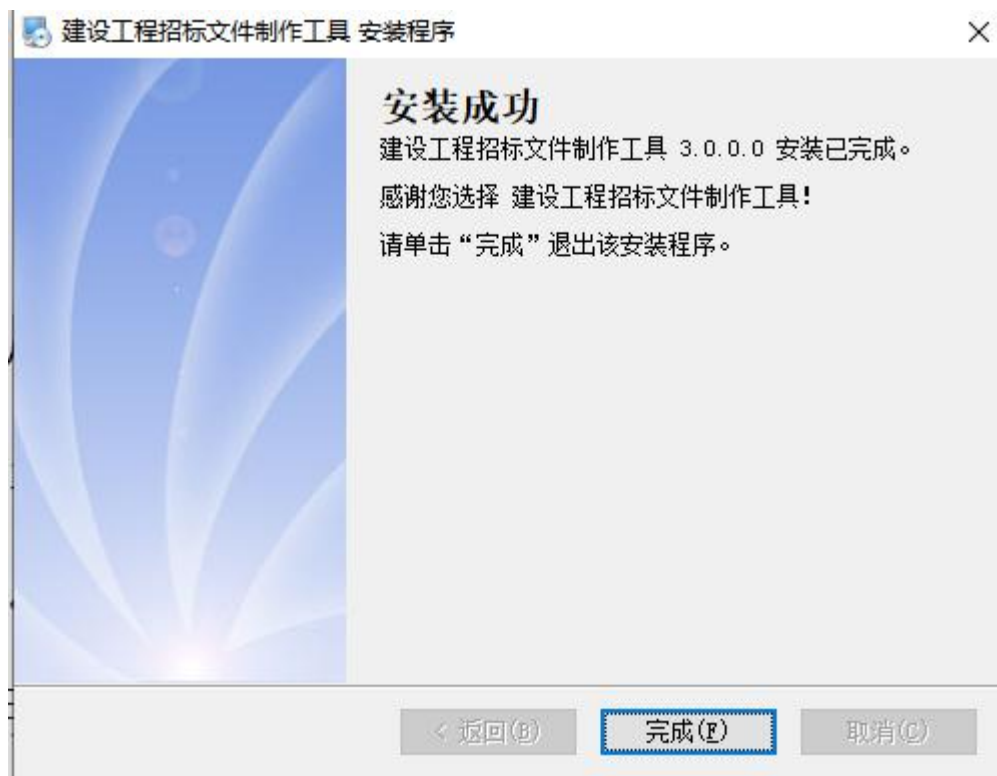 建设工程招标文件制作工具 安装程序
安装成功
建设工程招标文件制作工具 3.0.0.0 安装已完成。
感谢您选择 建设工程招标文件制作工具!
请单击“完成”退出该安装程序。
< 返回(B)
完成(F)
取消(C)